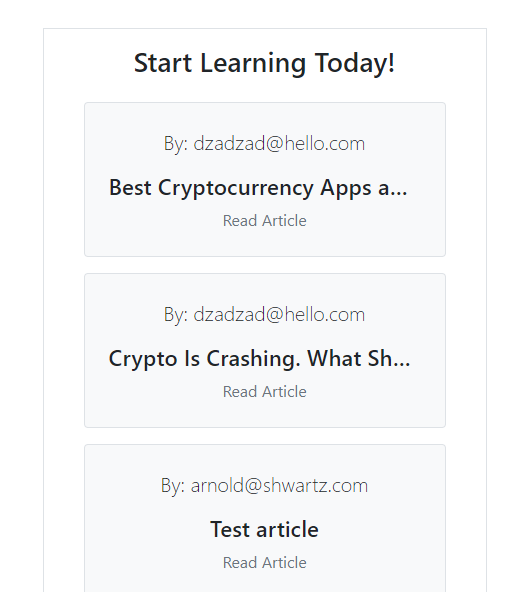 Start Learning Today!
By: dzadzad@hello.com
Best Cryptocurrency Apps a...
Read Article
By: dzadzad@hello.com
Crypto Is Crashing. What Sh...
Read Article
By: arnold@shwartz.com
Test article
Read Article